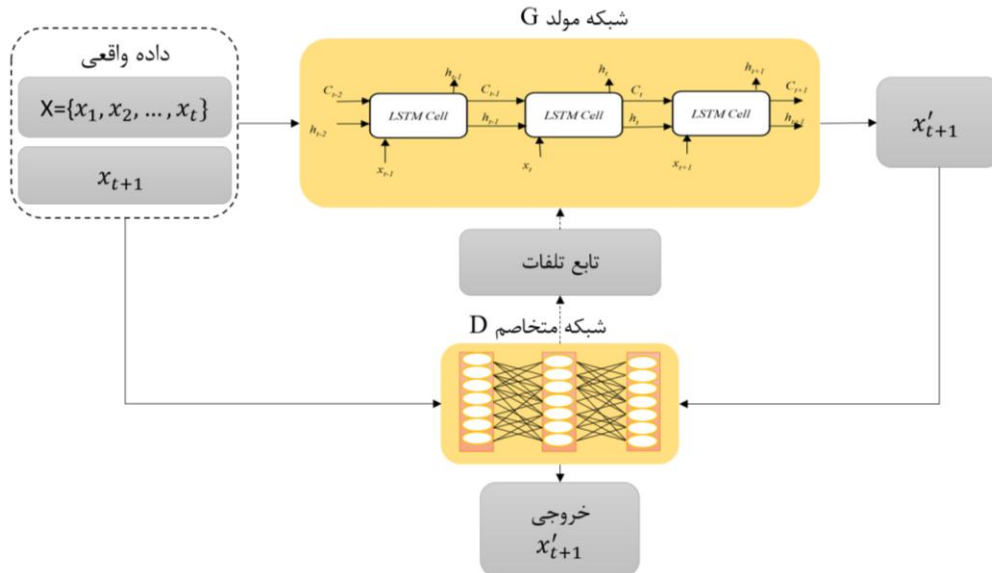 شبکه مولد G
داده واقعی
X={x₁, x₂, …, xₜ}
xₜ₊₁
hₜ₋₁
hₜ
hₜ₊₁
Cₜ₋₂
Cₜ₋₁
Cₜ
Cₜ₊₁
LSTM Cell
LSTM Cell
LSTM Cell
hₜ₋₂
hₜ₋₁
hₜ
hₜ₊₁
xₜ₋₁
xₜ
xₜ₊₁
x′ₜ₊₁
تابع تلفات
شبکه متخاصم D
خروجی
x′ₜ₊₁